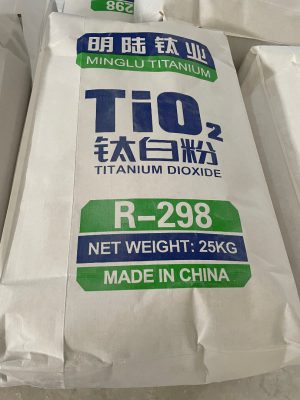 明陆钛业
MINGLU TITANIUM
TiO₂
钛白粉
TITANIUM DIOXIDE
R-298
NET WEIGHT: 25KG
MADE IN CHINA